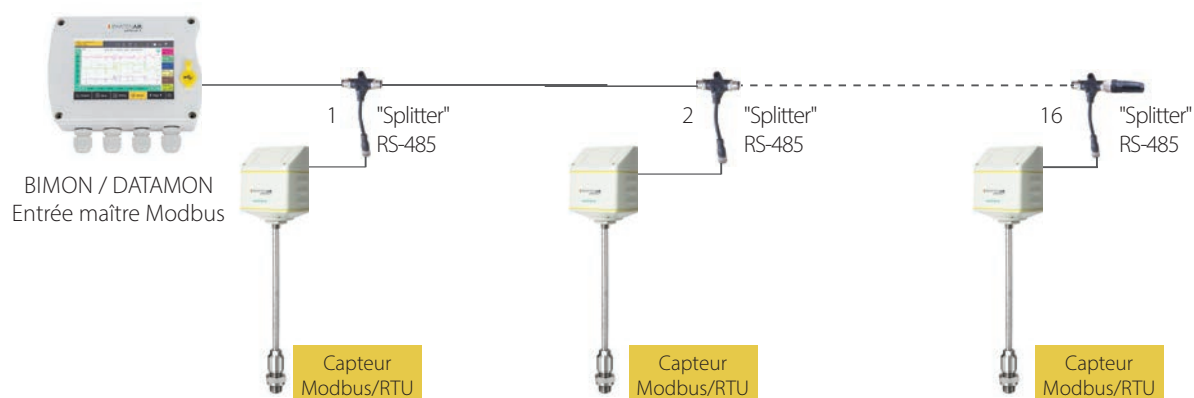 1 "Splitter"
RS-485
2 "Splitter"
RS-485
16 "Splitter"
RS-485
BIMON / DATAMON
Entrée maître Modbus
Capteur
Modbus/RTU
Capteur
Modbus/RTU
Capteur
Modbus/RTU